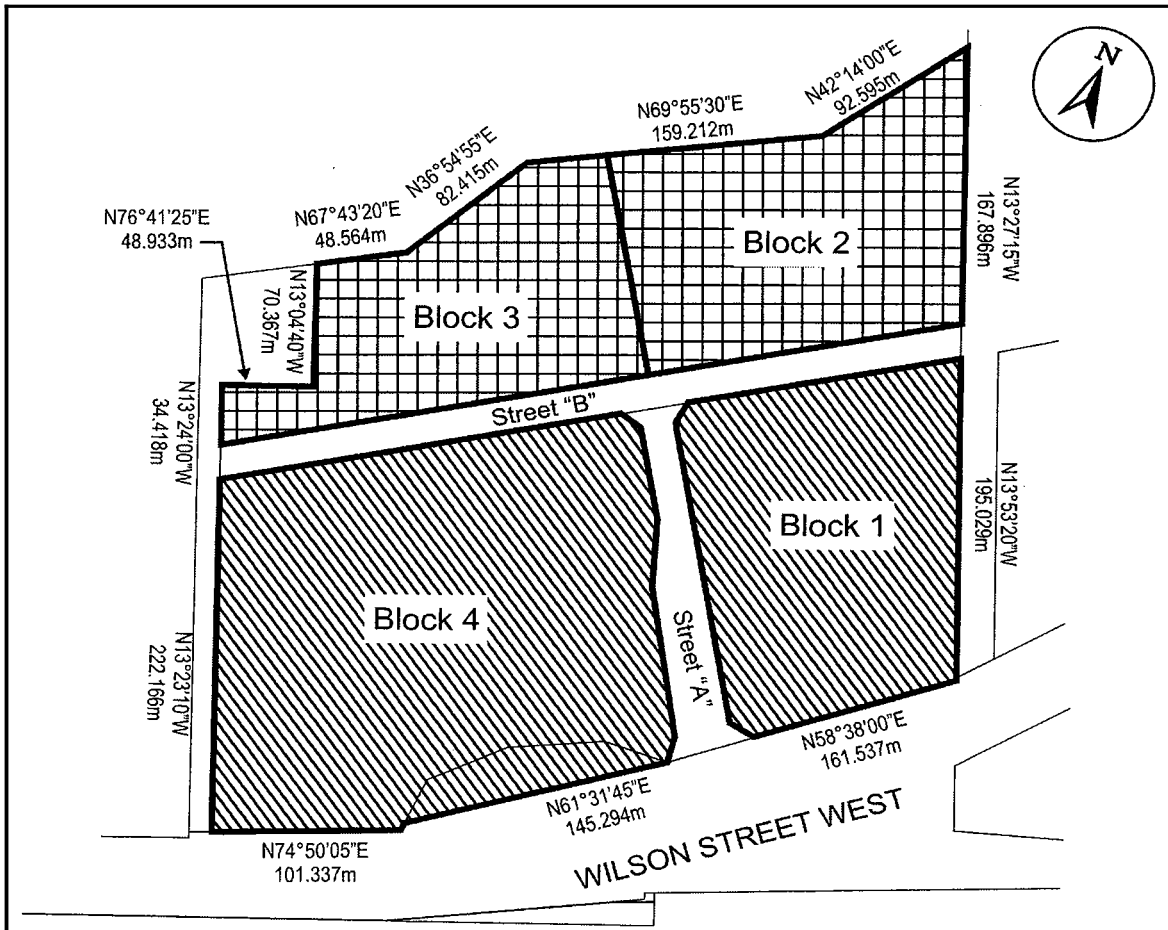 N
N42°14'00"E
92.595m
N69°55'30"E
159.212m
N36°54'55"E
82.415m
N67°43'20"E
48.564m
N76°41'25"E
48.933m
N13°04'40"W
70.367m
N13°27'15"W
167.896m
Block 2
Block 3
N13°24'00"W
34.418m
Street "B"
Block 1
N13°53'20"W
195.029m
Block 4
Street "A"
N13°23'10"W
222.166m
N58°38'00"E
161.537m
N61°31'45"E
145.294m
WILSON STREET WEST
N74°50'05"E
101.337m